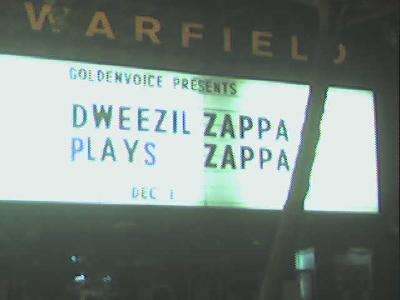 WARFIELD
GOLDENVOICE PRESENTS
DWEEZIL ZAPPA
PLAYS ZAPPA
DEC 1